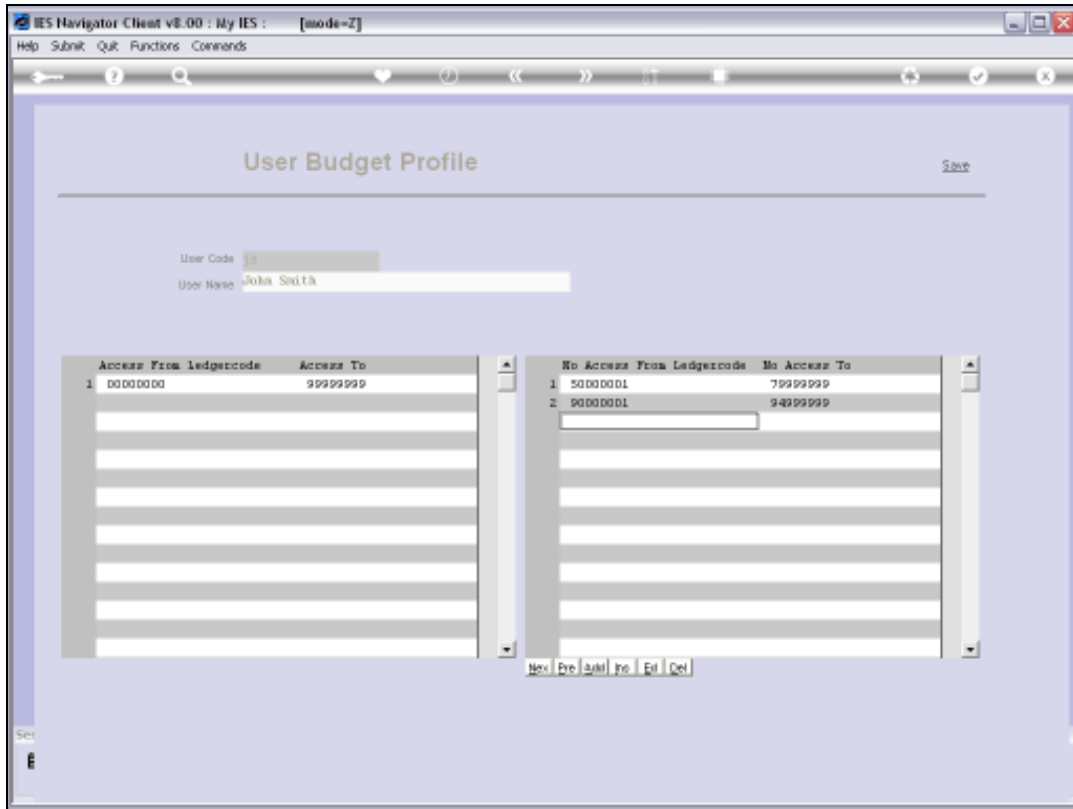 IES Navigator Client v8.00 : My IES : [mode=Z]
Help Submit Quit Functions Commands
User Budget Profile
Save
User Code js
User Name John Smith
Access From Ledgercode Access To
1 00000000 99999999
No Access From Ledgercode No Access To
1 50000001 79999999
2 90000001 94999999
Nex Pre Add Ins Ed Del